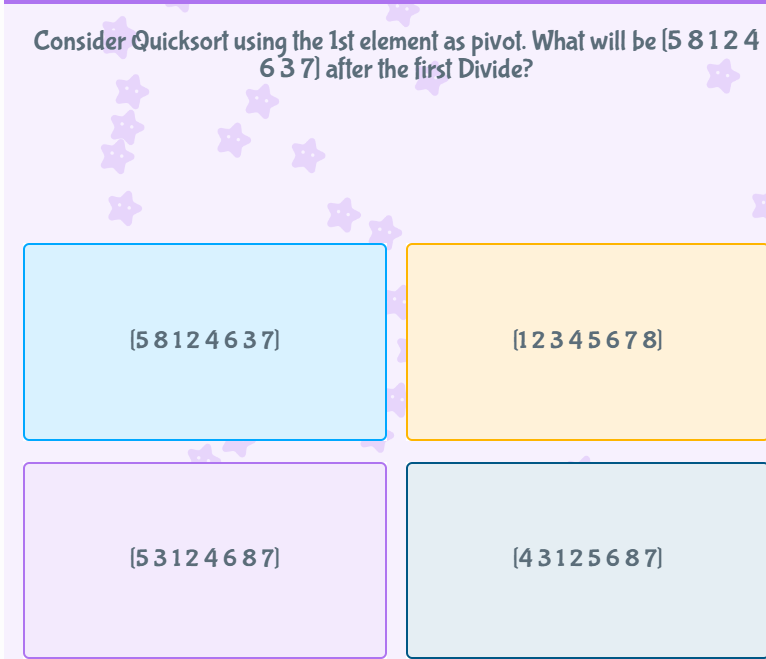 Consider Quicksort using the 1st element as pivot. What will be [5 8 1 2 4
6 3 7] after the first Divide?
[5 8 1 2 4 6 3 7]
[1 2 3 4 5 6 7 8]
[5 3 1 2 4 6 8 7]
[4 3 1 2 5 6 8 7]